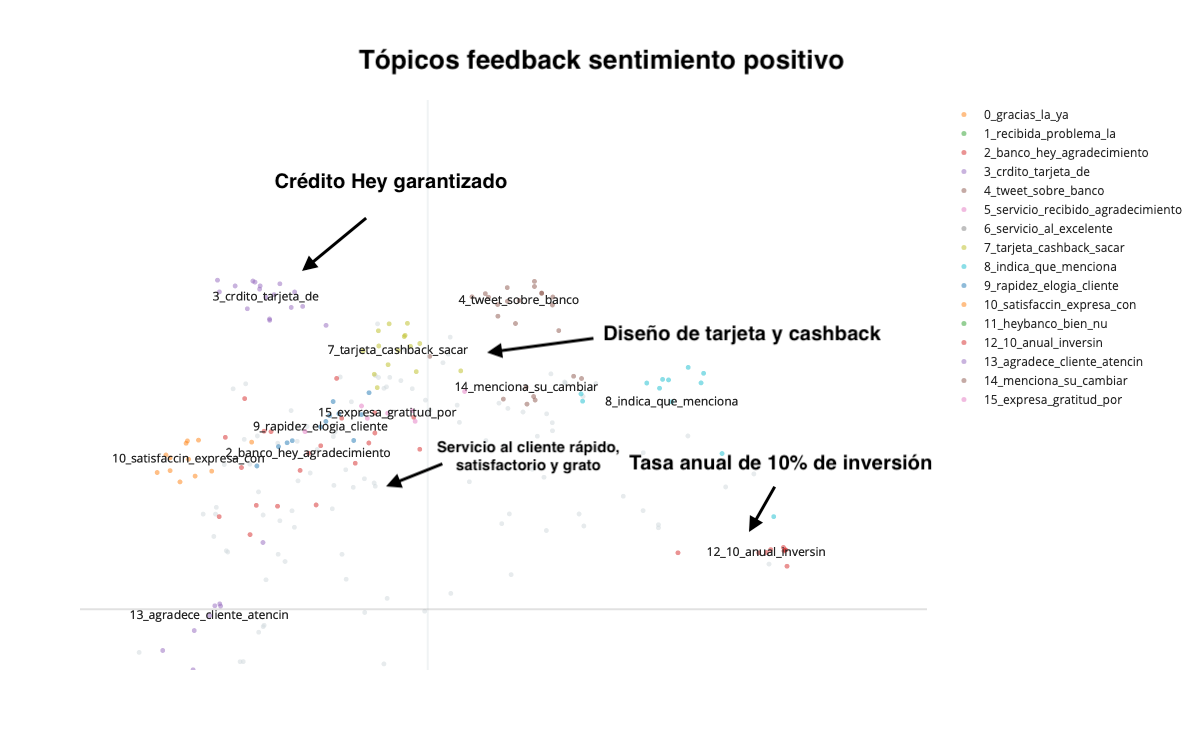 Tópicos feedback sentimiento positivo
Crédito Hey garantizado
3_crdito_tarjeta_de
4_tweet_sobre_banco
Diseño de tarjeta y cashback
7_tarjeta_cashback_sacar
14_menciona_su_cambiar
8_indica_que_menciona
15_expresa_gratitud_por
9_rapidez_elogia_cliente
2_banco_hey_agradecimiento
10_satisfaccin_expresa_con
Servicio al cliente rápido,
satisfactorio y grato
Tasa anual de 10% de inversión
12_10_anual_inversin
13_agradece_cliente_atencin
0_gracias_la_ya
1_recibida_problema_la
2_banco_hey_agradecimiento
3_crdito_tarjeta_de
4_tweet_sobre_banco
5_servicio_recibido_agradecimiento
6_servicio_al_excelente
7_tarjeta_cashback_sacar
8_indica_que_menciona
9_rapidez_elogia_cliente
10_satisfaccin_expresa_con
11_heybanco_bien_nu
12_10_anual_inversin
13_agradece_cliente_atencin
14_menciona_su_cambiar
15_expresa_gratitud_por